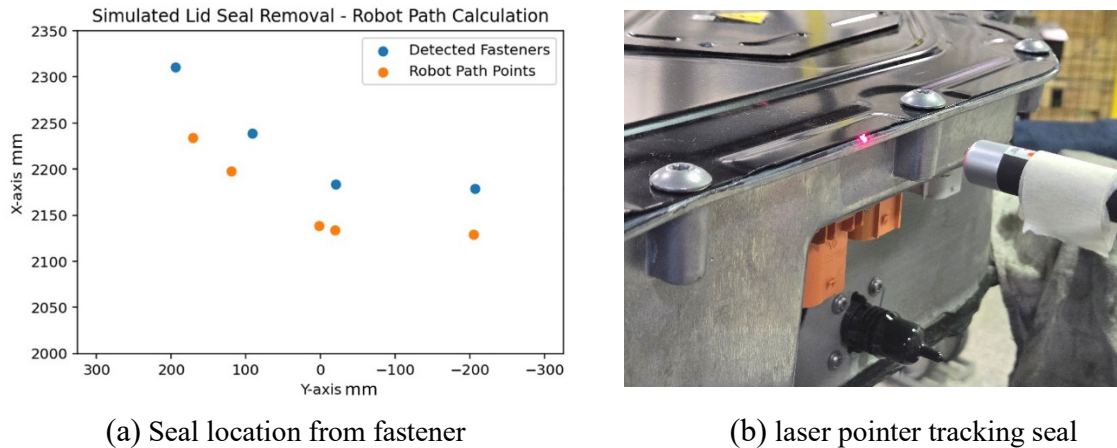 Simulated Lid Seal Removal - Robot Path Calculation
2350
2300
2250
2200
2150
2100
2050
2000
X-axis mm
Detected Fasteners
Robot Path Points
300 200 100 0 −100 −200 −300
Y-axis mm
(a) Seal location from fastener
(b) laser pointer tracking seal